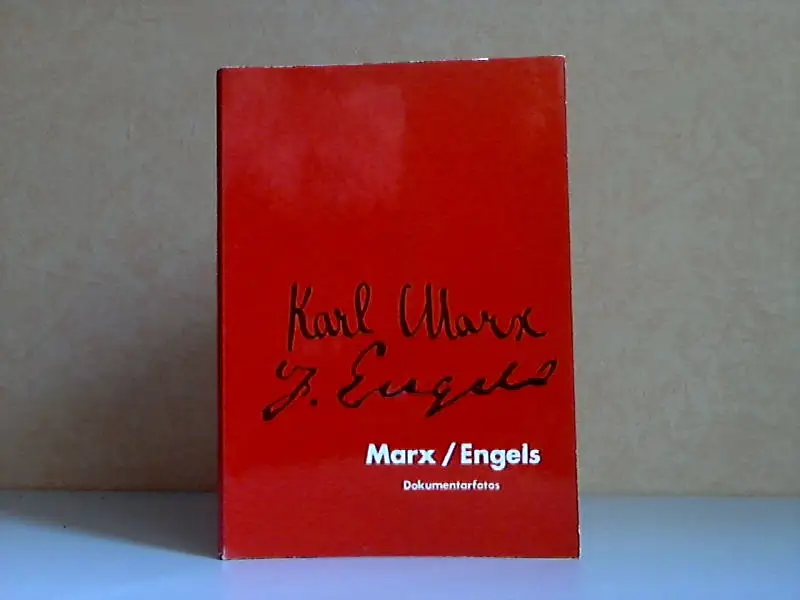 Karl Marx
F. Engels
Marx / Engels
Dokumentarfotos